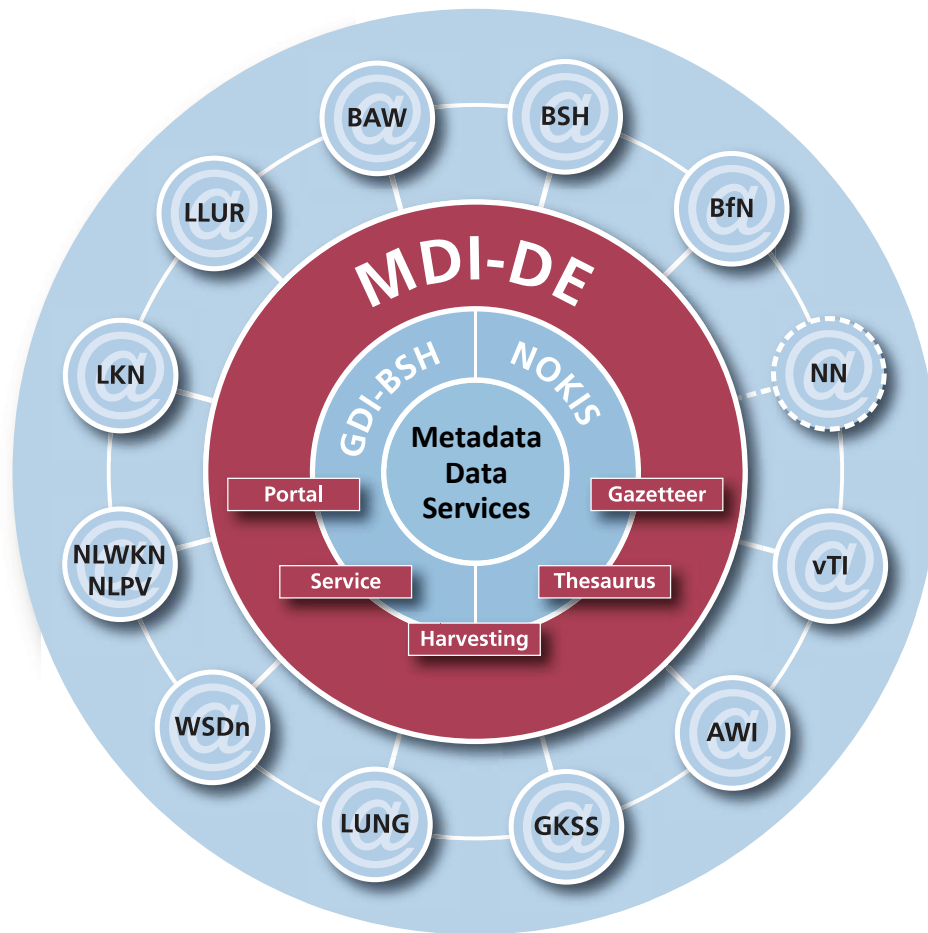 BAW
BSH
LLUR
BfN
MDI-DE
GDI-BSH
NOKIS
LKN
NN
Metadata
Data
Services
Portal
Gazetteer
NLWKN
NLPV
vTI
Service
Thesaurus
Harvesting
WSDn
AWI
LUNG
GKSS
@
@
@
@
@
@
@
@
@
@
@
@